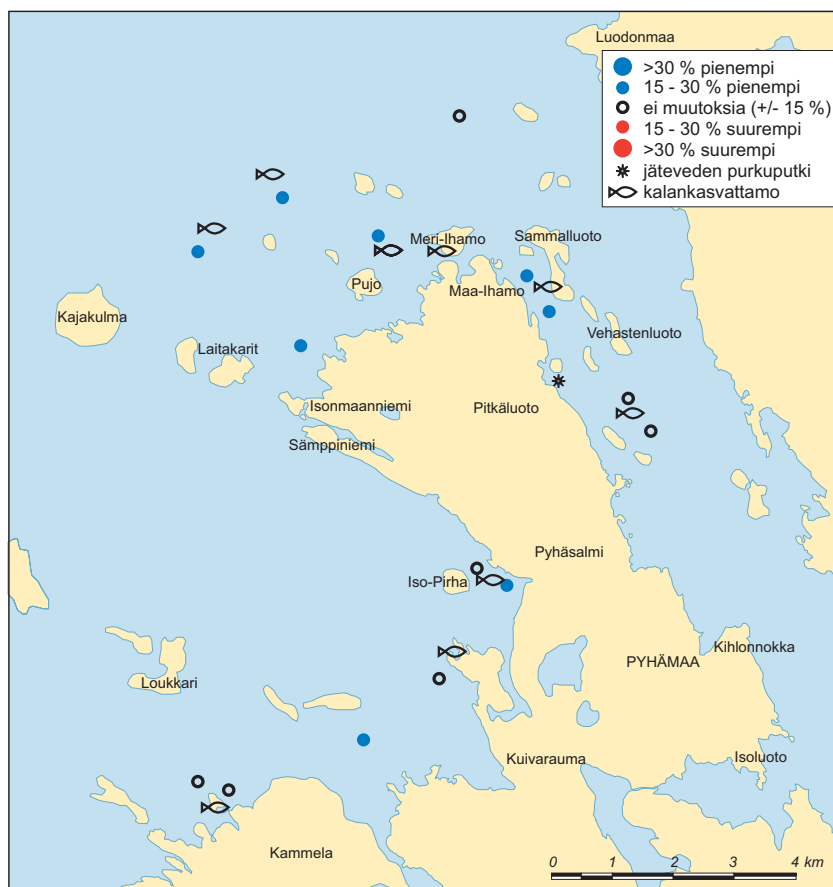 Luodonmaa
>30 % pienempi
15 - 30 % pienempi
ei muutoksia (+/- 15 %)
15 - 30 % suurempi
>30 % suurempi
jäteveden purkuputki
kalankasvattamo
Meri-Ihamo
Sammalluoto
Pujo
Maa-Ihamo
Kajakulma
Vehastenluoto
Laitakarit
Isonmaanniemi
Pitkäluoto
Sämppiniemi
Pyhäsalmi
Iso-Pirha
Kihlonnokka
PYHÄMAA
Loukkari
Kuivarauma
Isoluoto
Kammela
0 1 2 3 4 km